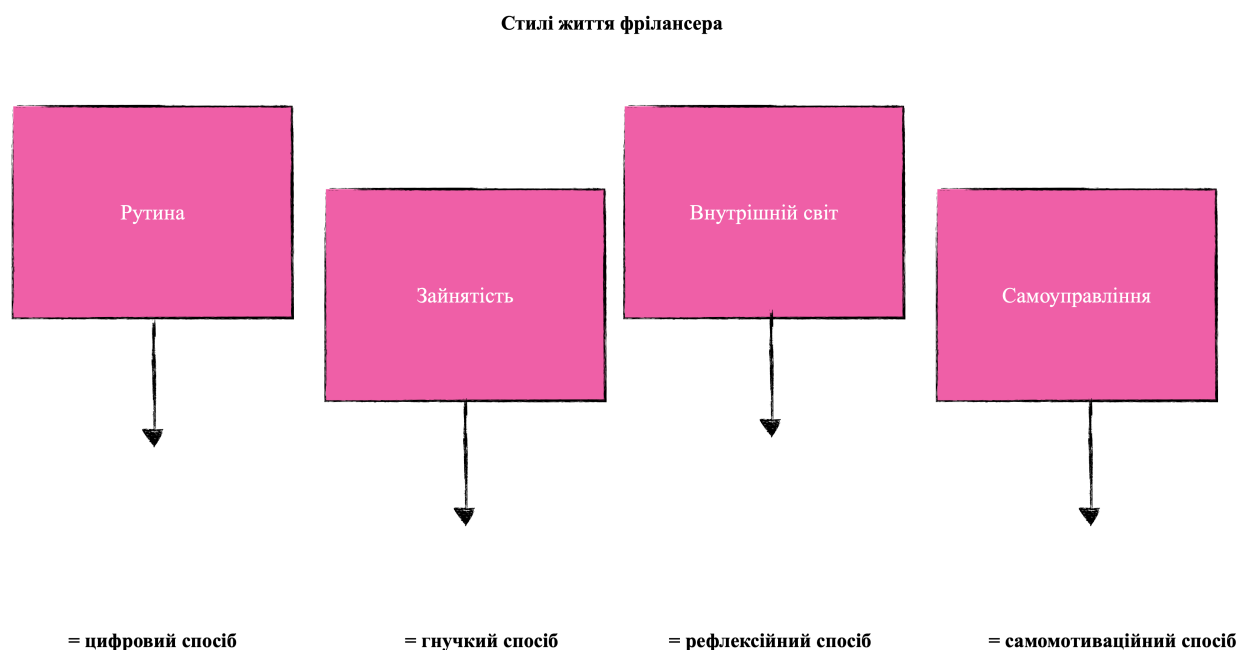 Стилі життя фрілансера
Рутина
Зайнятість
Внутрішній світ
Самоуправління
= цифровий спосіб
= гнучкий спосіб
= рефлексійний спосіб
= самомотиваційний спосіб